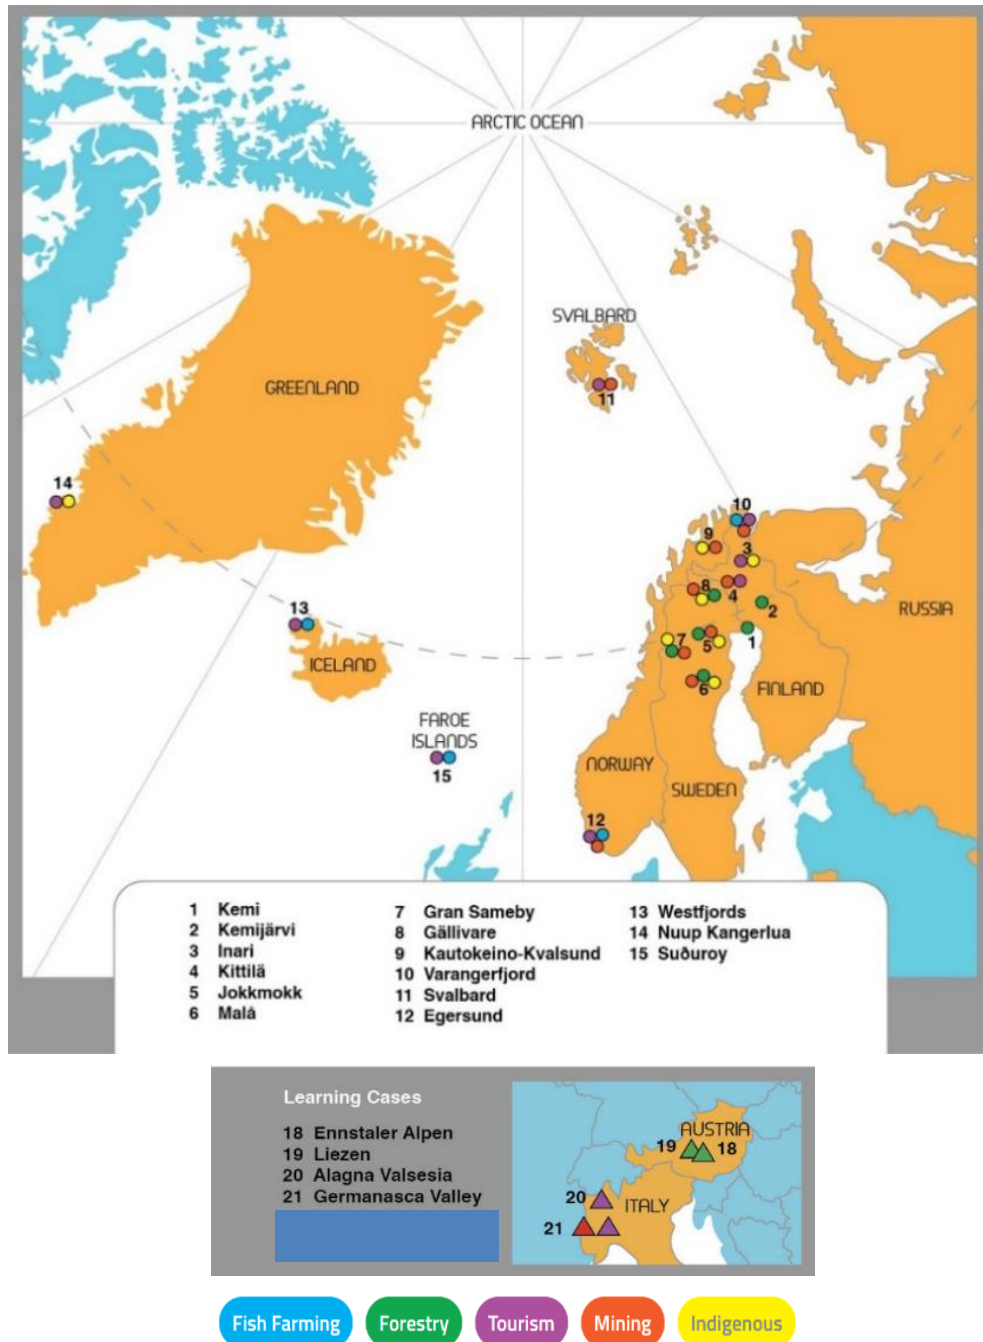 ARCTIC OCEAN
SVALBARD
GREENLAND
11
14
10
9
3
8
4
2
RUSSIA
13
1
7
5
ICELAND
6
FINLAND
FAROE
ISLANDS
15
NORWAY
SWEDEN
12
1 Kemi
2 Kemijärvi
3 Inari
4 Kittilä
5 Jokkmokk
6 Malå
7 Gran Sameby
8 Gällivare
9 Kautokeino-Kvalsund
10 Varangerfjord
11 Svalbard
12 Egersund
13 Westfjords
14 Nuup Kangerlua
15 Suðuroy
Learning Cases
18 Ennstaler Alpen
19 Liezen
20 Alagna Valsesia
21 Germanasca Valley
AUSTRIA
19
18
20
ITALY
21
Fish Farming
Forestry
Tourism
Mining
Indigenous